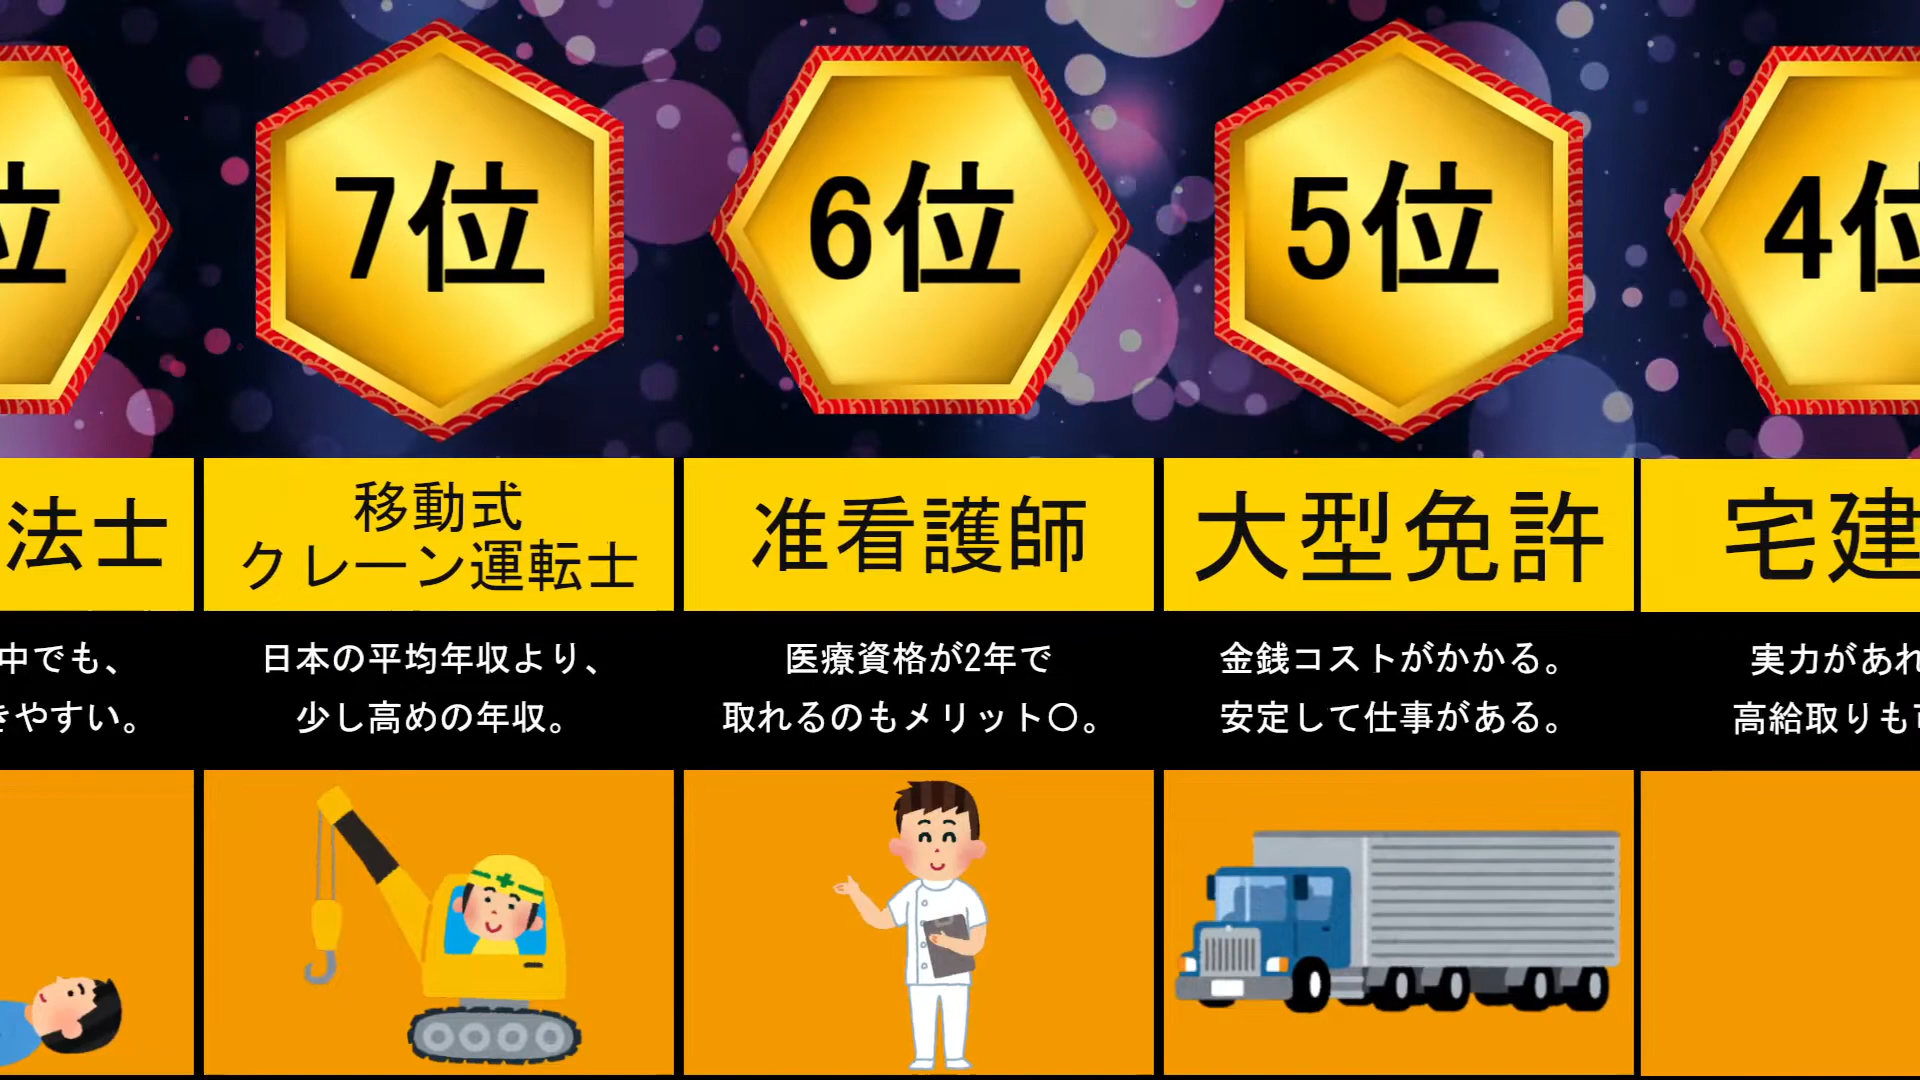 位
7位
6位
5位
4位
法士
移動式
クレーン運転士
准看護師
大型免許
宅建
中でも、
きやすい。
日本の平均年収より、
少し高めの年収。
医療資格が2年で
取れるのもメリット〇。
金銭コストがかかる。
安定して仕事がある。
実力があれ
高給取りも